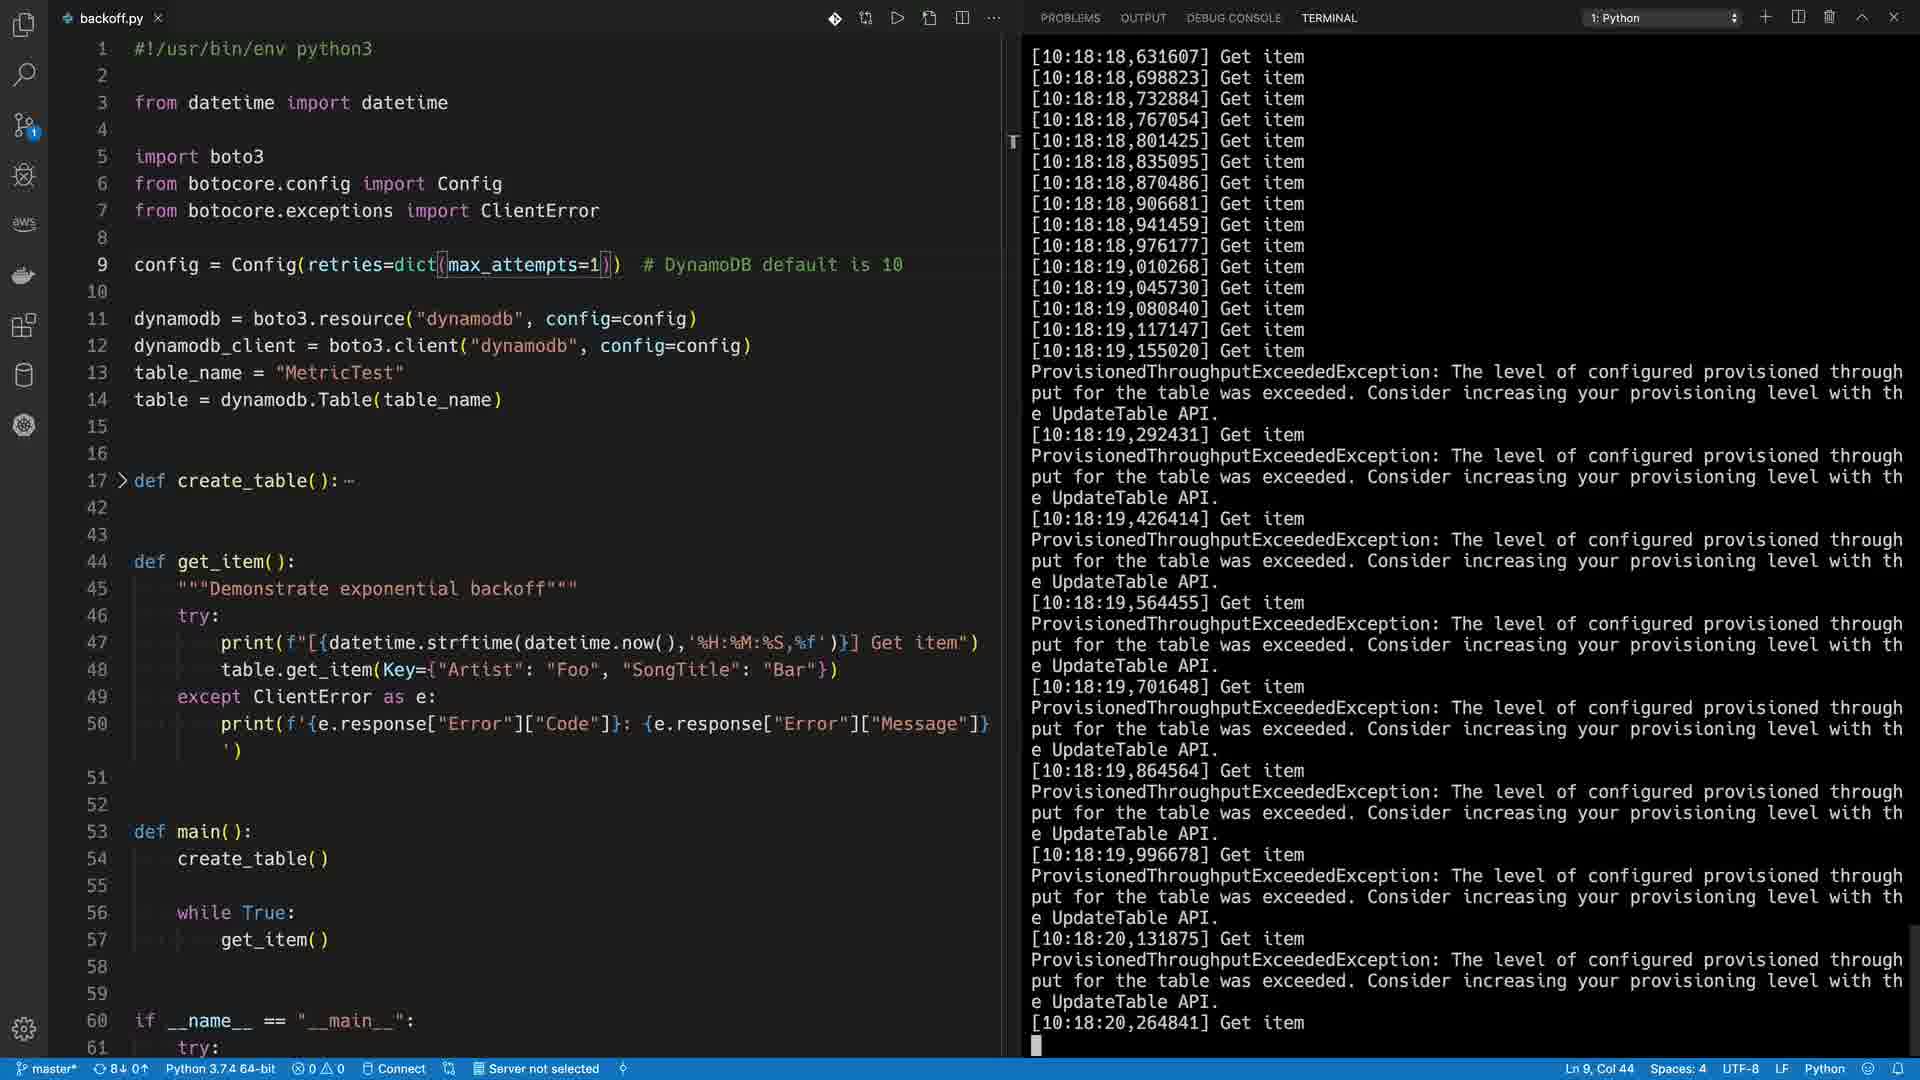 backoff.py
PROBLEMS OUTPUT DEBUG CONSOLE TERMINAL 1: Python
1 #!/usr/bin/env python3
2
3 from datetime import datetime
4
5 import boto3
6 from botocore.config import Config
7 from botocore.exceptions import ClientError
8
9 config = Config(retries=dict(max_attempts=1)) # DynamoDB default is 10
10
11 dynamodb = boto3.resource("dynamodb", config=config)
12 dynamodb_client = boto3.client("dynamodb", config=config)
13 table_name = "MetricTest"
14 table = dynamodb.Table(table_name)
15
16
17 def create_table():
42
43
44 def get_item():
45 """Demonstrate exponential backoff"""
46 try:
47 print(f"[{datetime.strftime(datetime.now(),'%H:%M:%S,%f')}] Get item")
48 table.get_item(Key={"Artist": "Foo", "SongTitle": "Bar"})
49 except ClientError as e:
50 print(f'{e.response["Error"]["Code"]}: {e.response["Error"]["Message"]}
')
51
52
53 def main():
54 create_table()
55
56 while True:
57 get_item()
58
59
60 if __name__ == "__main__":
61 try:
[10:18:18,631607] Get item
[10:18:18,698823] Get item
[10:18:18,732884] Get item
[10:18:18,767054] Get item
[10:18:18,801425] Get item
[10:18:18,835095] Get item
[10:18:18,870486] Get item
[10:18:18,906681] Get item
[10:18:18,941459] Get item
[10:18:18,976177] Get item
[10:18:19,010268] Get item
[10:18:19,045730] Get item
[10:18:19,080840] Get item
[10:18:19,117147] Get item
[10:18:19,155020] Get item
ProvisionedThroughputExceededException: The level of configured provisioned through
put for the table was exceeded. Consider increasing your provisioning level with th
e UpdateTable API.
[10:18:19,292431] Get item
ProvisionedThroughputExceededException: The level of configured provisioned through
put for the table was exceeded. Consider increasing your provisioning level with th
e UpdateTable API.
[10:18:19,426414] Get item
ProvisionedThroughputExceededException: The level of configured provisioned through
put for the table was exceeded. Consider increasing your provisioning level with th
e UpdateTable API.
[10:18:19,564455] Get item
ProvisionedThroughputExceededException: The level of configured provisioned through
put for the table was exceeded. Consider increasing your provisioning level with th
e UpdateTable API.
[10:18:19,701648] Get item
ProvisionedThroughputExceededException: The level of configured provisioned through
put for the table was exceeded. Consider increasing your provisioning level with th
e UpdateTable API.
[10:18:19,864564] Get item
ProvisionedThroughputExceededException: The level of configured provisioned through
put for the table was exceeded. Consider increasing your provisioning level with th
e UpdateTable API.
[10:18:19,996678] Get item
ProvisionedThroughputExceededException: The level of configured provisioned through
put for the table was exceeded. Consider increasing your provisioning level with th
e UpdateTable API.
[10:18:20,131875] Get item
ProvisionedThroughputExceededException: The level of configured provisioned through
put for the table was exceeded. Consider increasing your provisioning level with th
e UpdateTable API.
[10:18:20,264841] Get item
1
aws
master* 8↓ 0↑ Python 3.7.4 64-bit 0 0 Connect Server not selected Ln 9, Col 44 Spaces: 4 UTF-8 LF Python